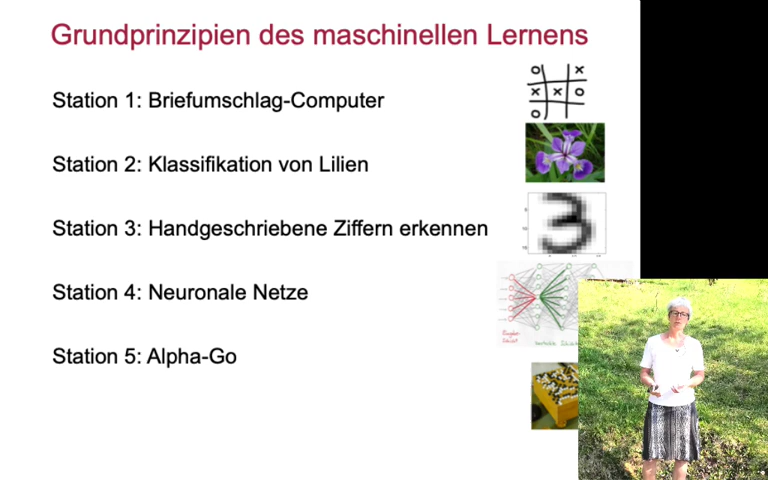 Grundprinzipien des maschinellen Lernens
Station 1: Briefumschlag-Computer
O X
X X O
O
Station 2: Klassifikation von Lilien
Station 3: Handgeschriebene Ziffern erkennen
3
Station 4: Neuronale Netze
Station 5: Alpha-Go